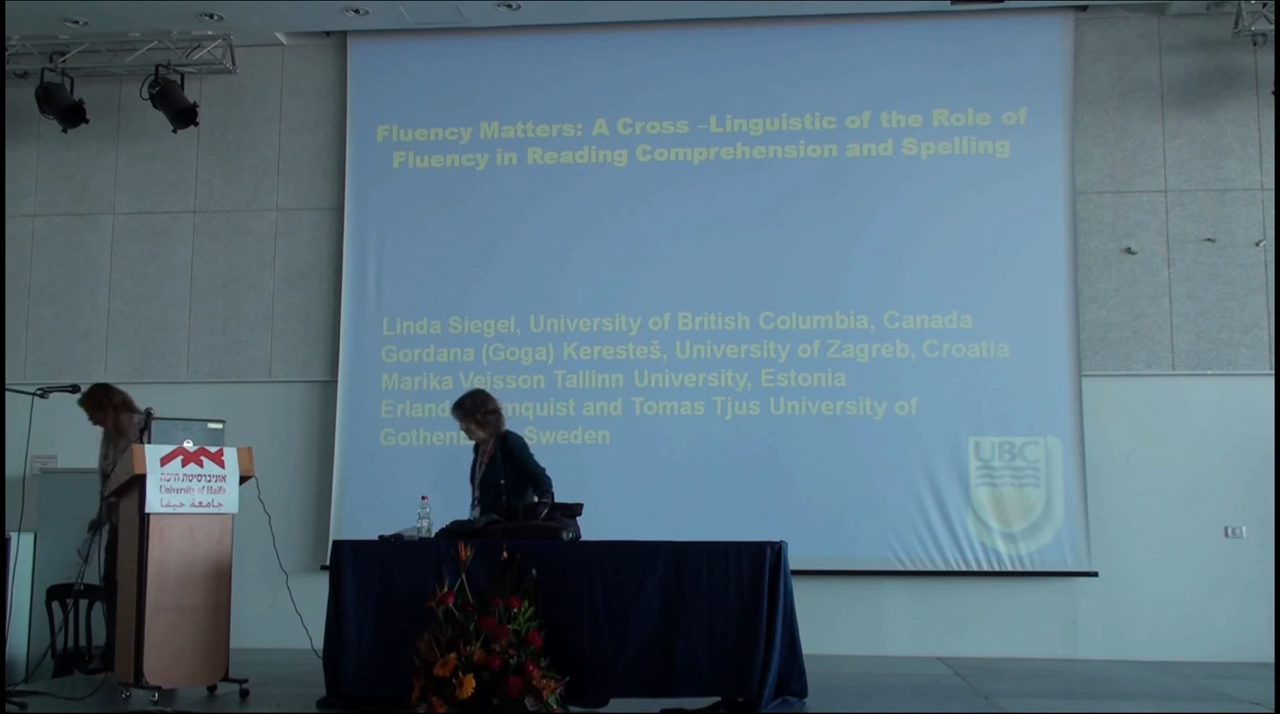 Fluency Matters: A Cross –Linguistic of the Role of
Fluency in Reading Comprehension and Spelling
Linda Siegel, University of British Columbia, Canada
Gordana (Goga) Keresteš, University of Zagreb, Croatia
Marika Veisson Tallinn University, Estonia
Erland and Tomas Tjus University of
Sweden
UBC
אוניברסיטת חיפה
University of Haifa
جامعة حيفا